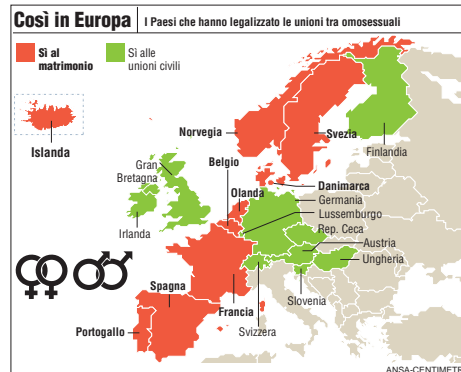 Così in Europa
I Paesi che hanno legalizzato le unioni tra omosessuali
Sì al
matrimonio
Sì alle
unioni civili
Islanda
Norvegia
Svezia
Finlandia
Gran
Bretagna
Belgio
Olanda
Danimarca
Germania
Lussemburgo
Rep. Ceca
Austria
Ungheria
Irlanda
Spagna
Slovenia
Portogallo
Francia
Svizzera
ANSA-CENTIMETR